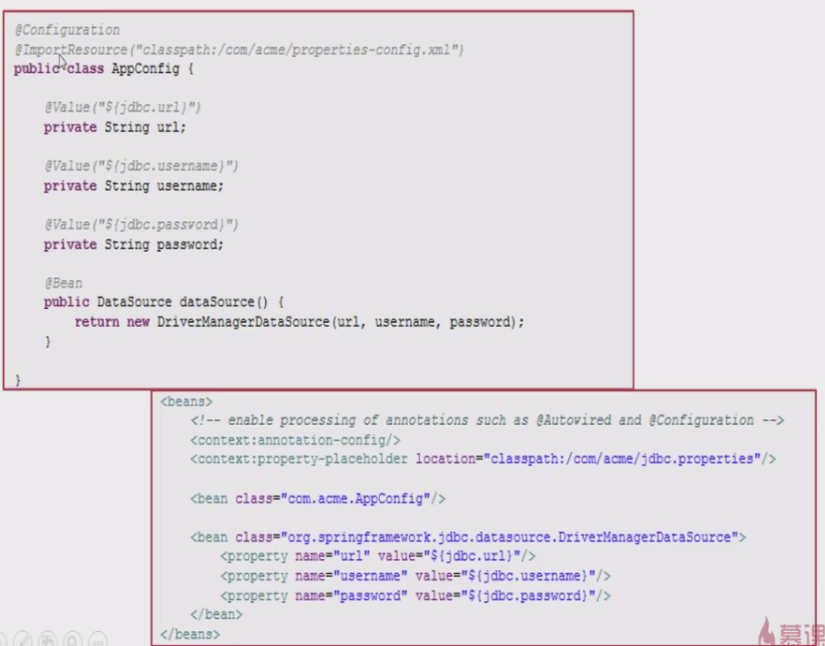 @Configuration
@ImportResource("classpath:/com/acme/properties-config.xml")
public class AppConfig {
@Value("${jdbc.url}")
private String url;
@Value("${jdbc.username}")
private String username;
@Value("${jdbc.password}")
private String password;
@Bean
public DataSource dataSource() {
return new DriverManagerDataSource(url, username, password);
}
}
<beans>
<!-- enable processing of annotations such as @Autowired and @Configuration -->
<context:annotation-config/>
<context:property-placeholder location="classpath:/com/acme/jdbc.properties"/>
<bean class="com.acme.AppConfig"/>
<bean class="org.springframework.jdbc.datasource.DriverManagerDataSource">
<property name="url" value="${jdbc.url}"/>
<property name="username" value="${jdbc.username}"/>
<property name="password" value="${jdbc.password}"/>
</bean>
</beans>
慕课